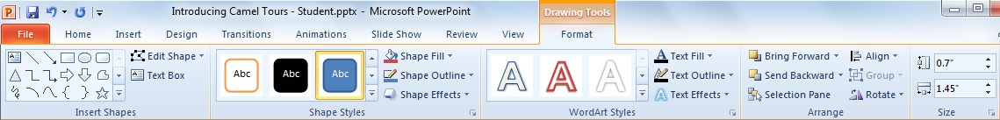 Introducing Camel Tours - Student.pptx - Microsoft PowerPoint
Drawing Tools
File Home Insert Design Transitions Animations Slide Show Review View Format
Edit Shape
Text Box
Insert Shapes
Abc Abc Abc
Shape Fill
Shape Outline
Shape Effects
Shape Styles
A A A
Text Fill
Text Outline
Text Effects
WordArt Styles
Bring Forward
Send Backward
Selection Pane
Align
Group
Rotate
Arrange
0.7"
1.45"
Size